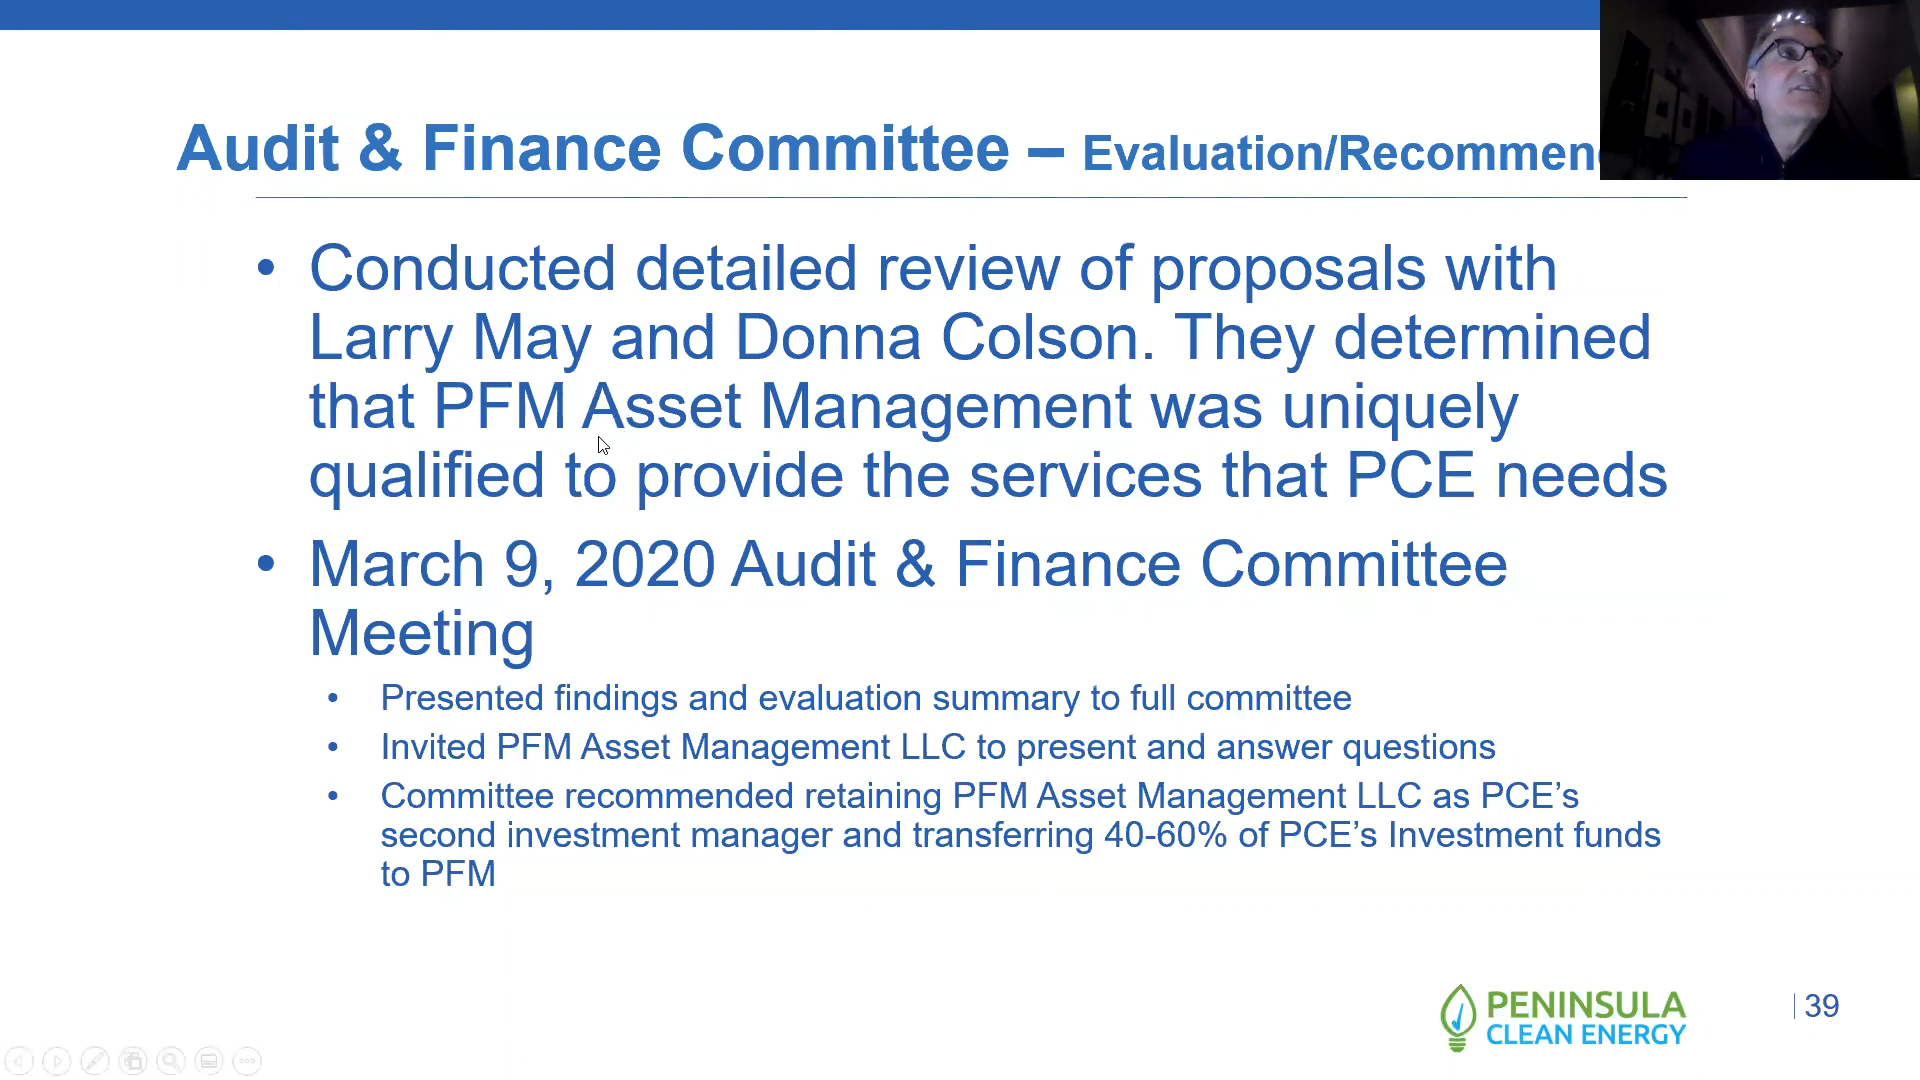 Audit & Finance Committee – Evaluation/Recommen
• Conducted detailed review of proposals with
Larry May and Donna Colson. They determined
that PFM Asset Management was uniquely
qualified to provide the services that PCE needs
• March 9, 2020 Audit & Finance Committee
Meeting
• Presented findings and evaluation summary to full committee
• Invited PFM Asset Management LLC to present and answer questions
• Committee recommended retaining PFM Asset Management LLC as PCE’s
second investment manager and transferring 40-60% of PCE’s Investment funds
to PFM
PENINSULA
CLEAN ENERGY
39